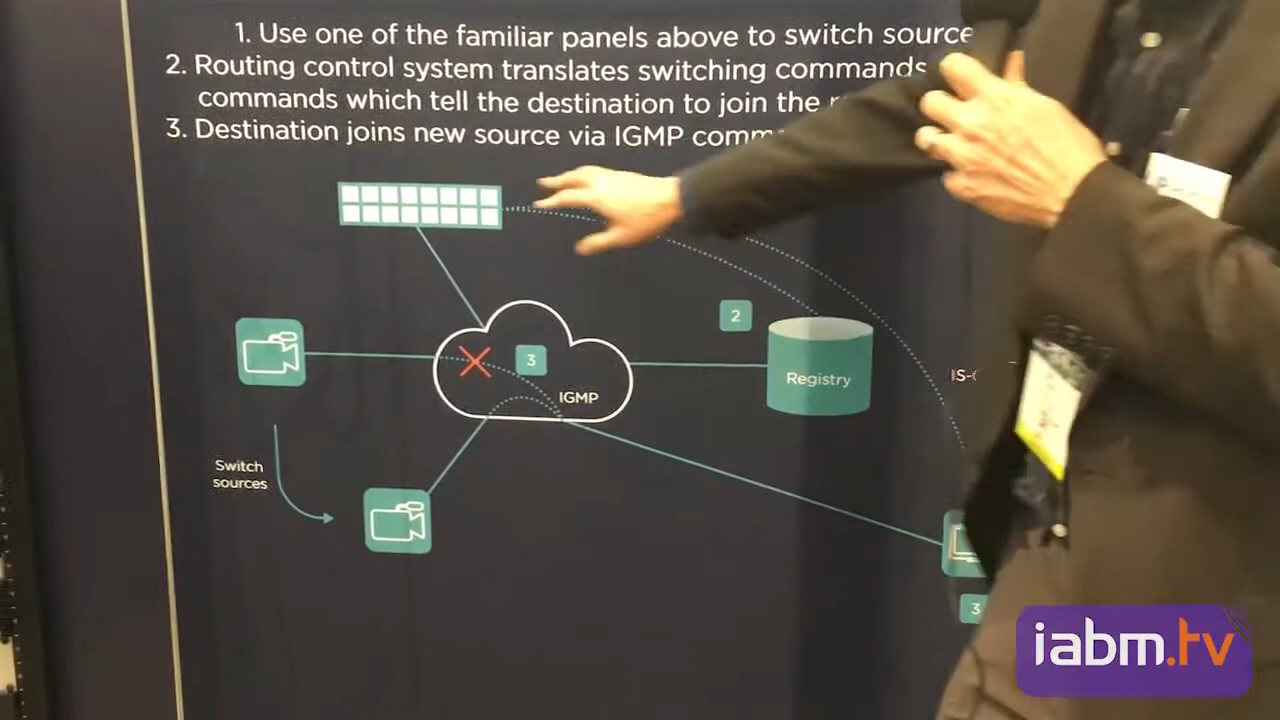 1. Use one of the familiar panels above to switch source
2. Routing control system translates switching commands
commands which tell the destination to join the
3. Destination joins new source via IGMP
2
3
IGMP
Registry
IS-
Switch
sources
3
iabm.tv